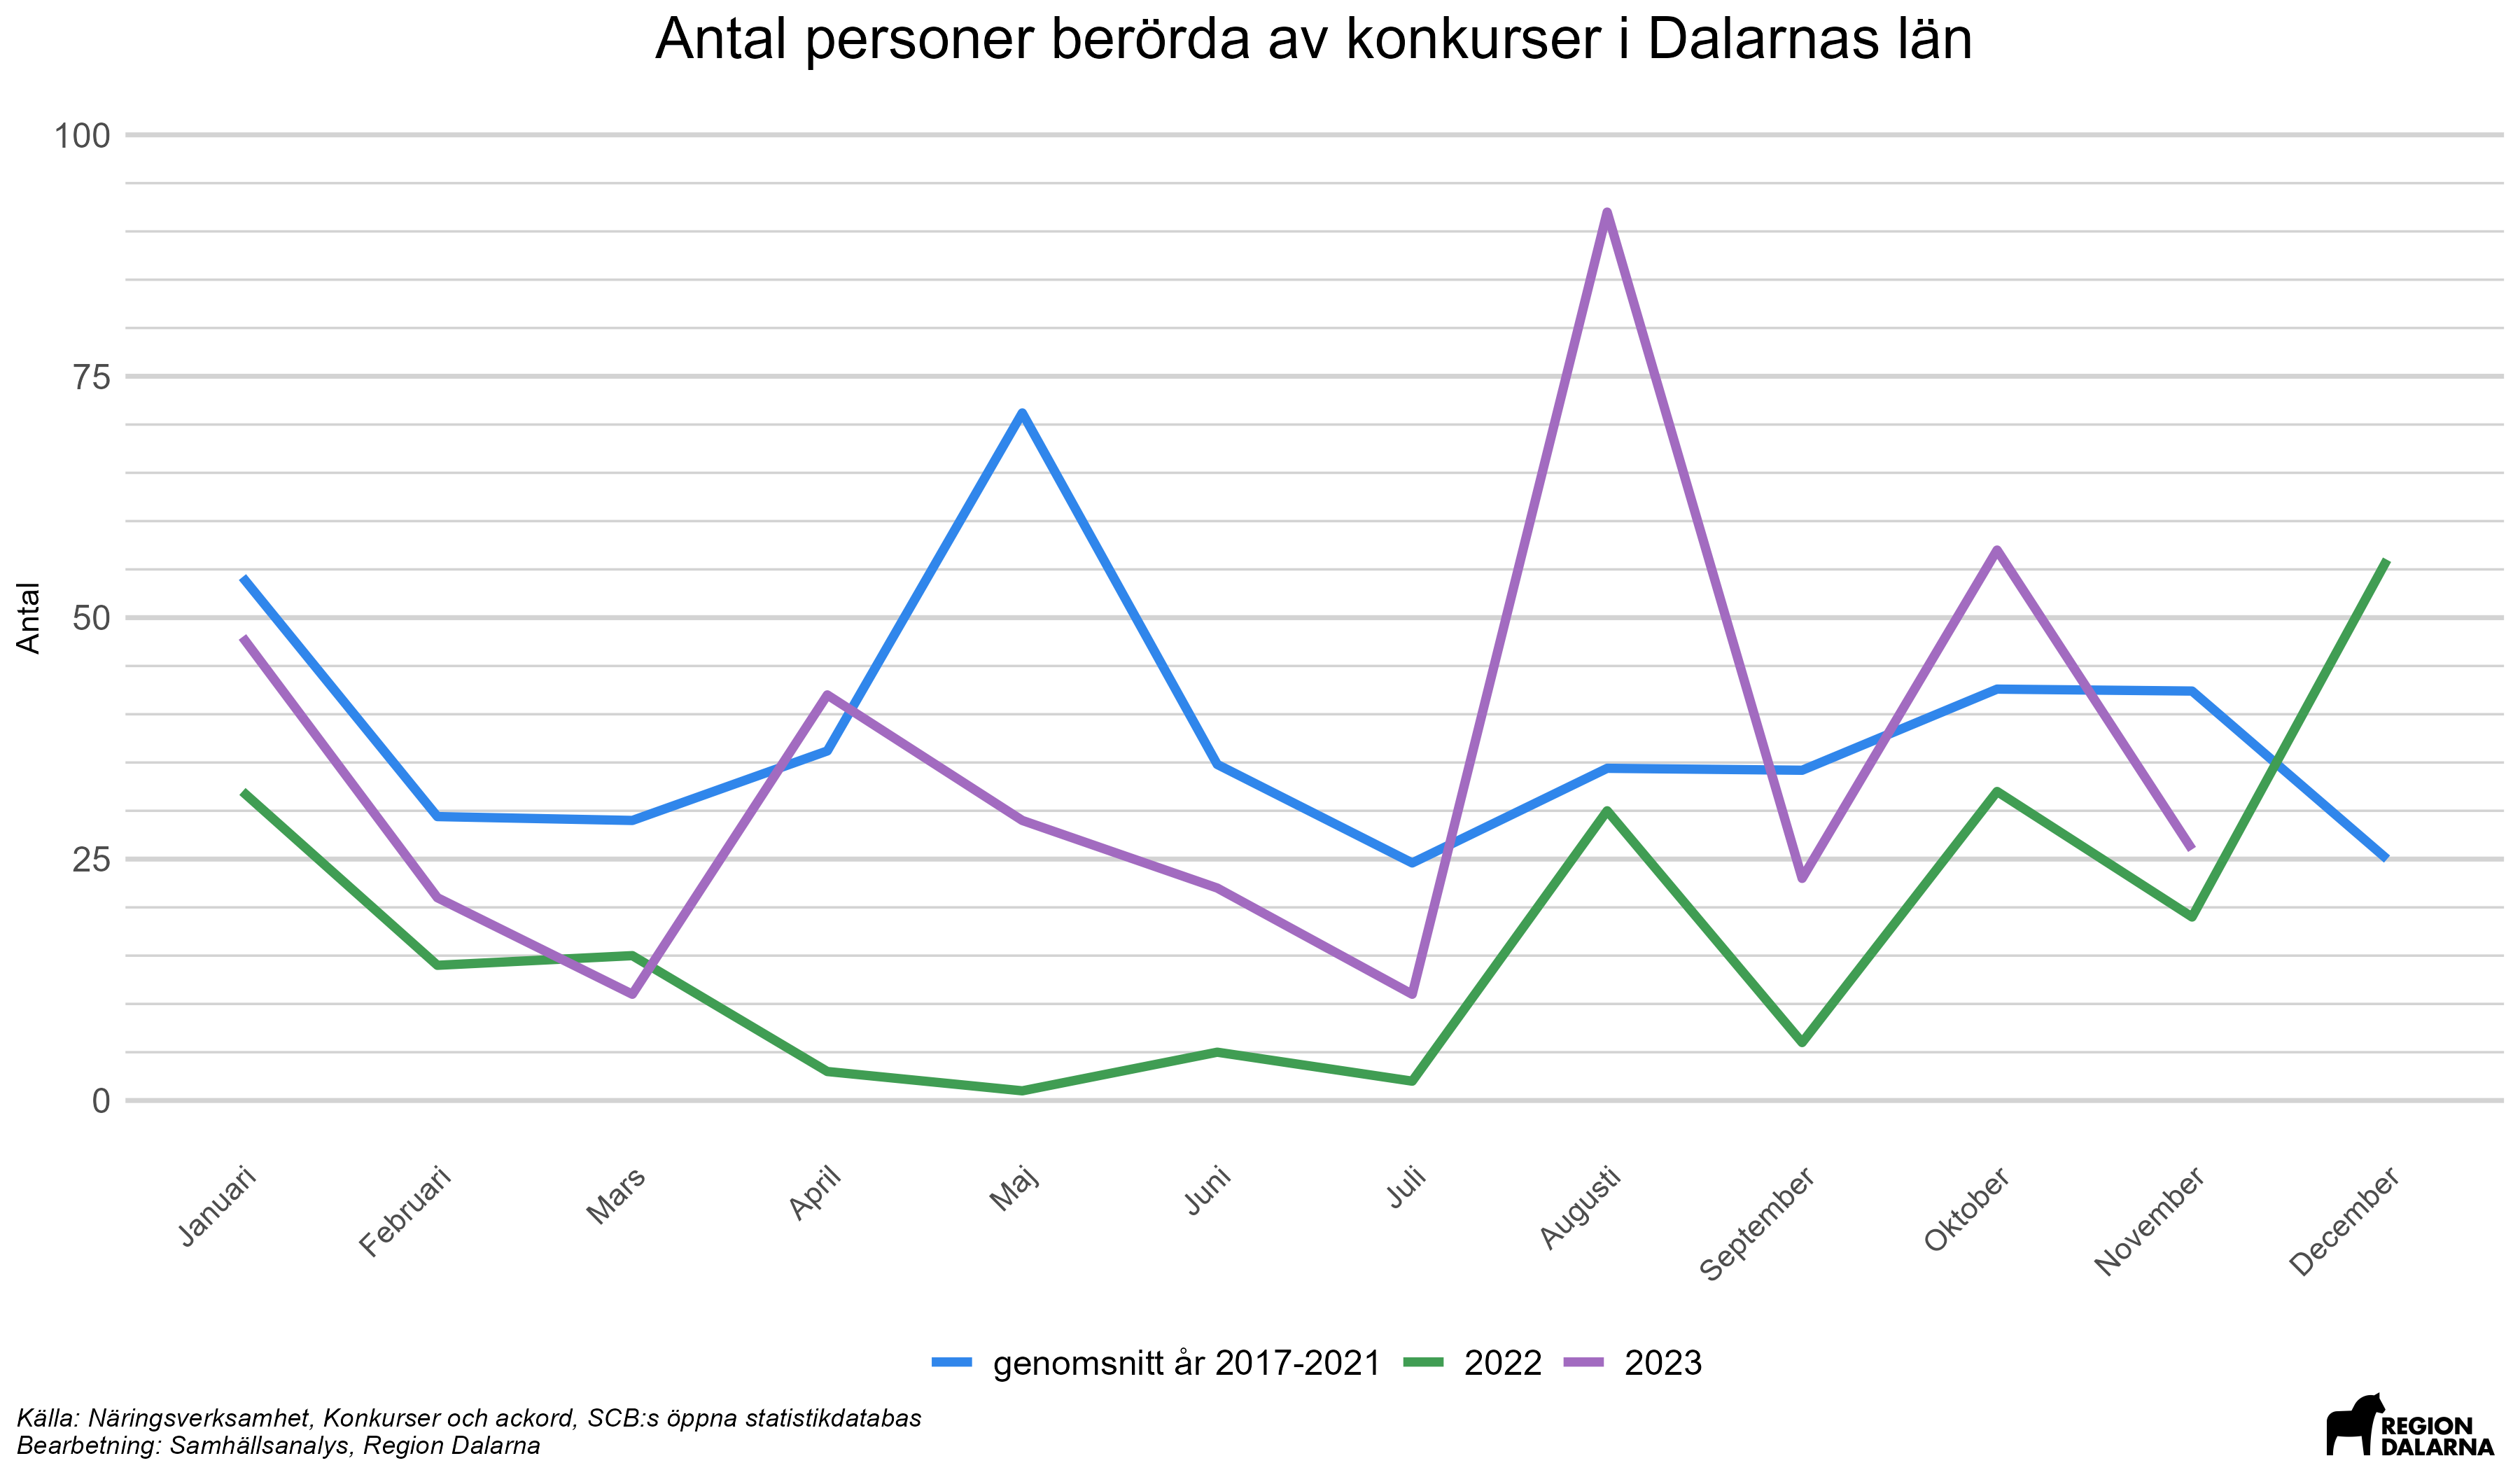 Antal personer berörda av konkurser i Dalarnas län
Antal
100
75
50
25
0
Januari
Februari
Mars
April
Maj
Juni
Juli
Augusti
September
Oktober
November
December
genomsnitt år 2017-2021
2022
2023
Källa: Näringsverksamhet, Konkurser och ackord, SCB:s öppna statistikdatabas
Bearbetning: Samhällsanalys, Region Dalarna
REGION
DALARNA